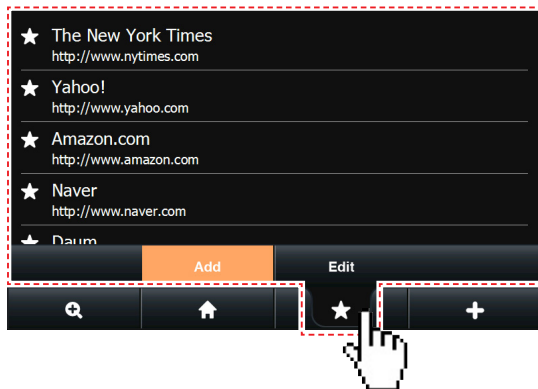 The New York Times
http://www.nytimes.com
Yahoo!
http://www.yahoo.com
Amazon.com
http://www.amazon.com
Naver
http://www.naver.com
Daum
Add Edit